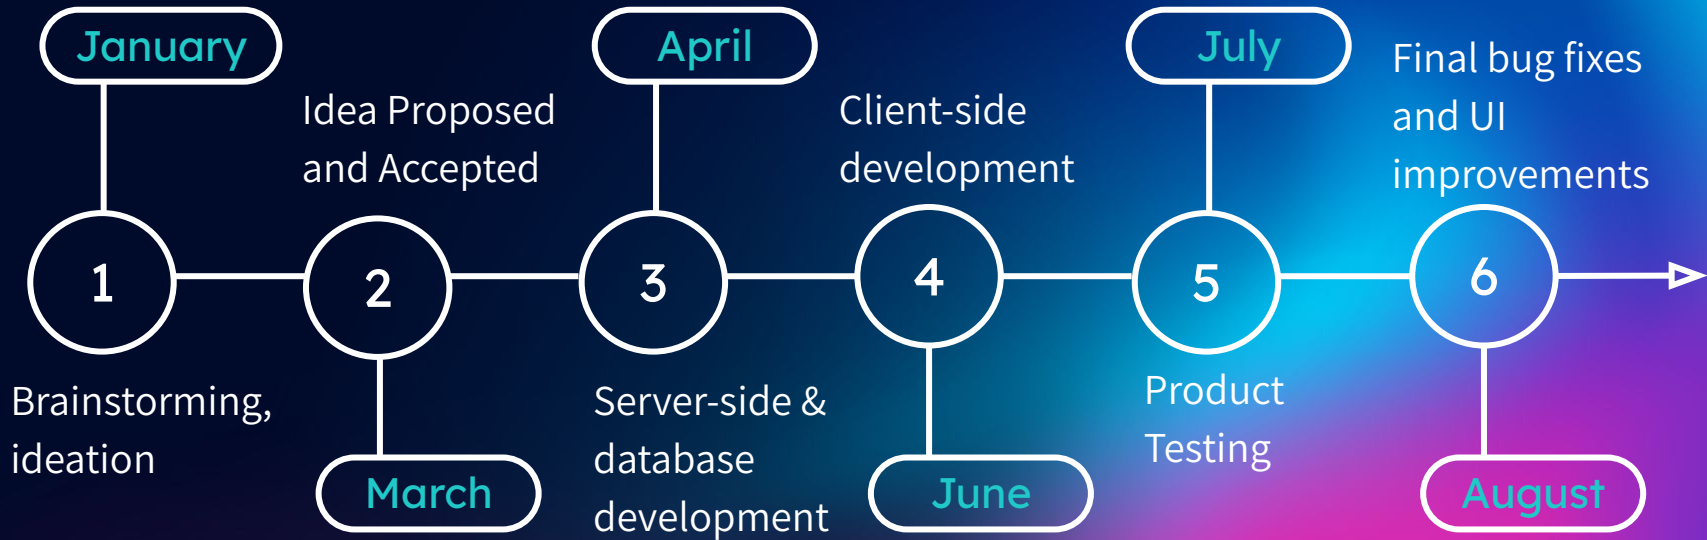 January
1
Brainstorming,
ideation
Idea Proposed
and Accepted
2
March
April
3
Server-side &
database
development
Client-side
development
4
June
July
5
Product
Testing
Final bug fixes
and UI
improvements
6
August